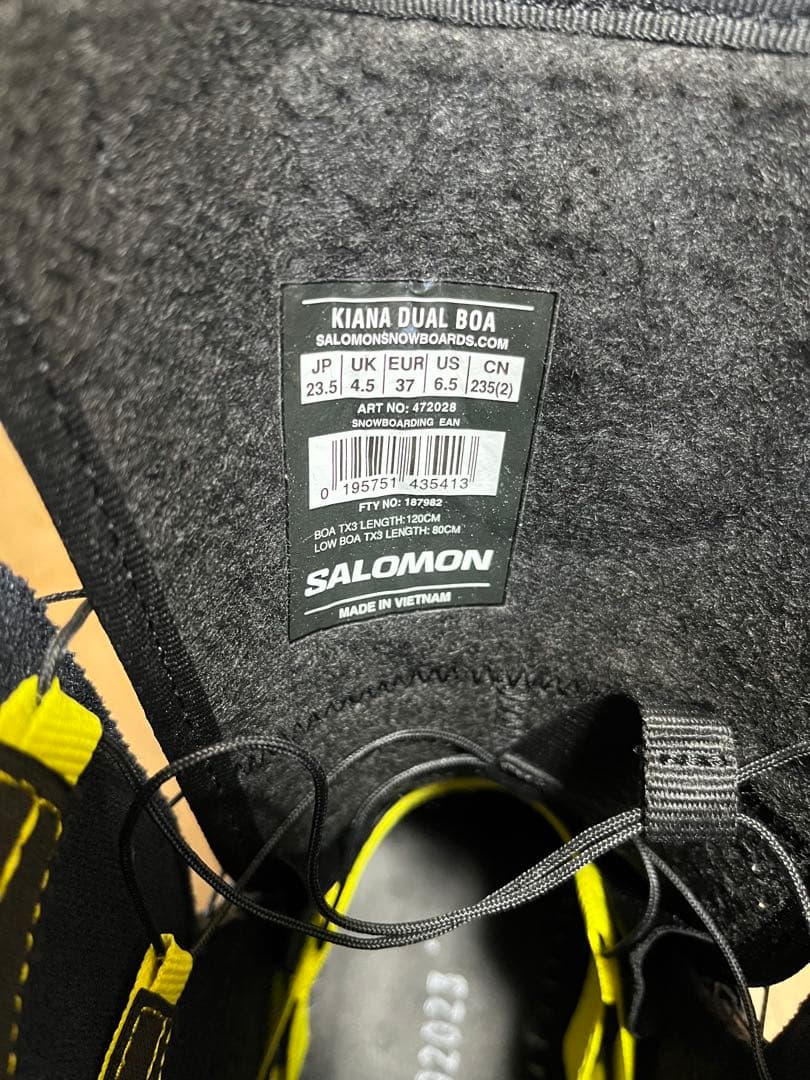 KIANA DUAL BOA
SALOMONSNOWBOARDS.COM
JP UK EUR US CN
23.5 4.5 37 6.5 235(2)
ART NO: 472028
SNOWBOARDING EAN
0 195751 435413
FTY NO: 187982
BOA TX3 LENGTH:120CM
LOW BOA TX3 LENGTH: 80CM
SALOMON
MADE IN VIETNAM